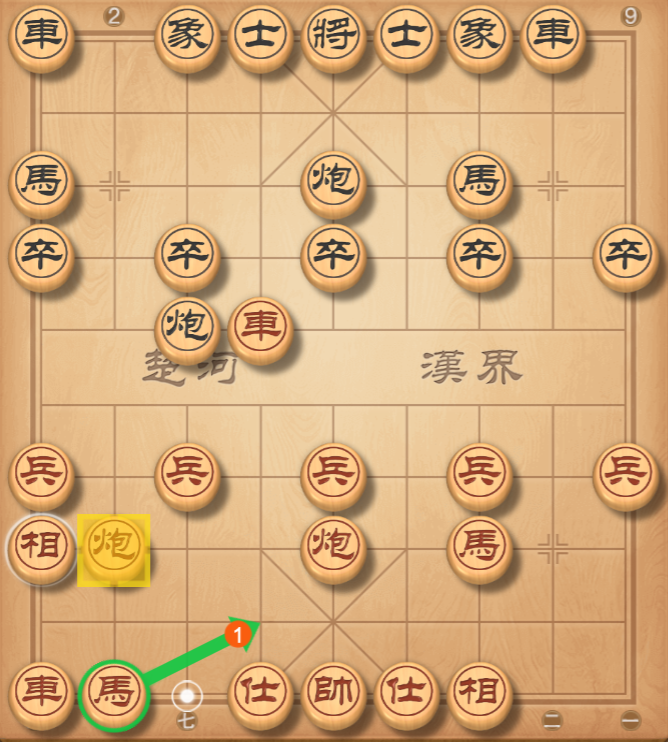 2 9
車 象 士 將 士 象 車
馬 炮 馬
卒 卒 卒 卒 卒
炮 車
楚河 漢界
兵 兵 兵 兵 兵
相 炮 炮 馬
1
車 馬 仕 帥 仕 相
七 二 一